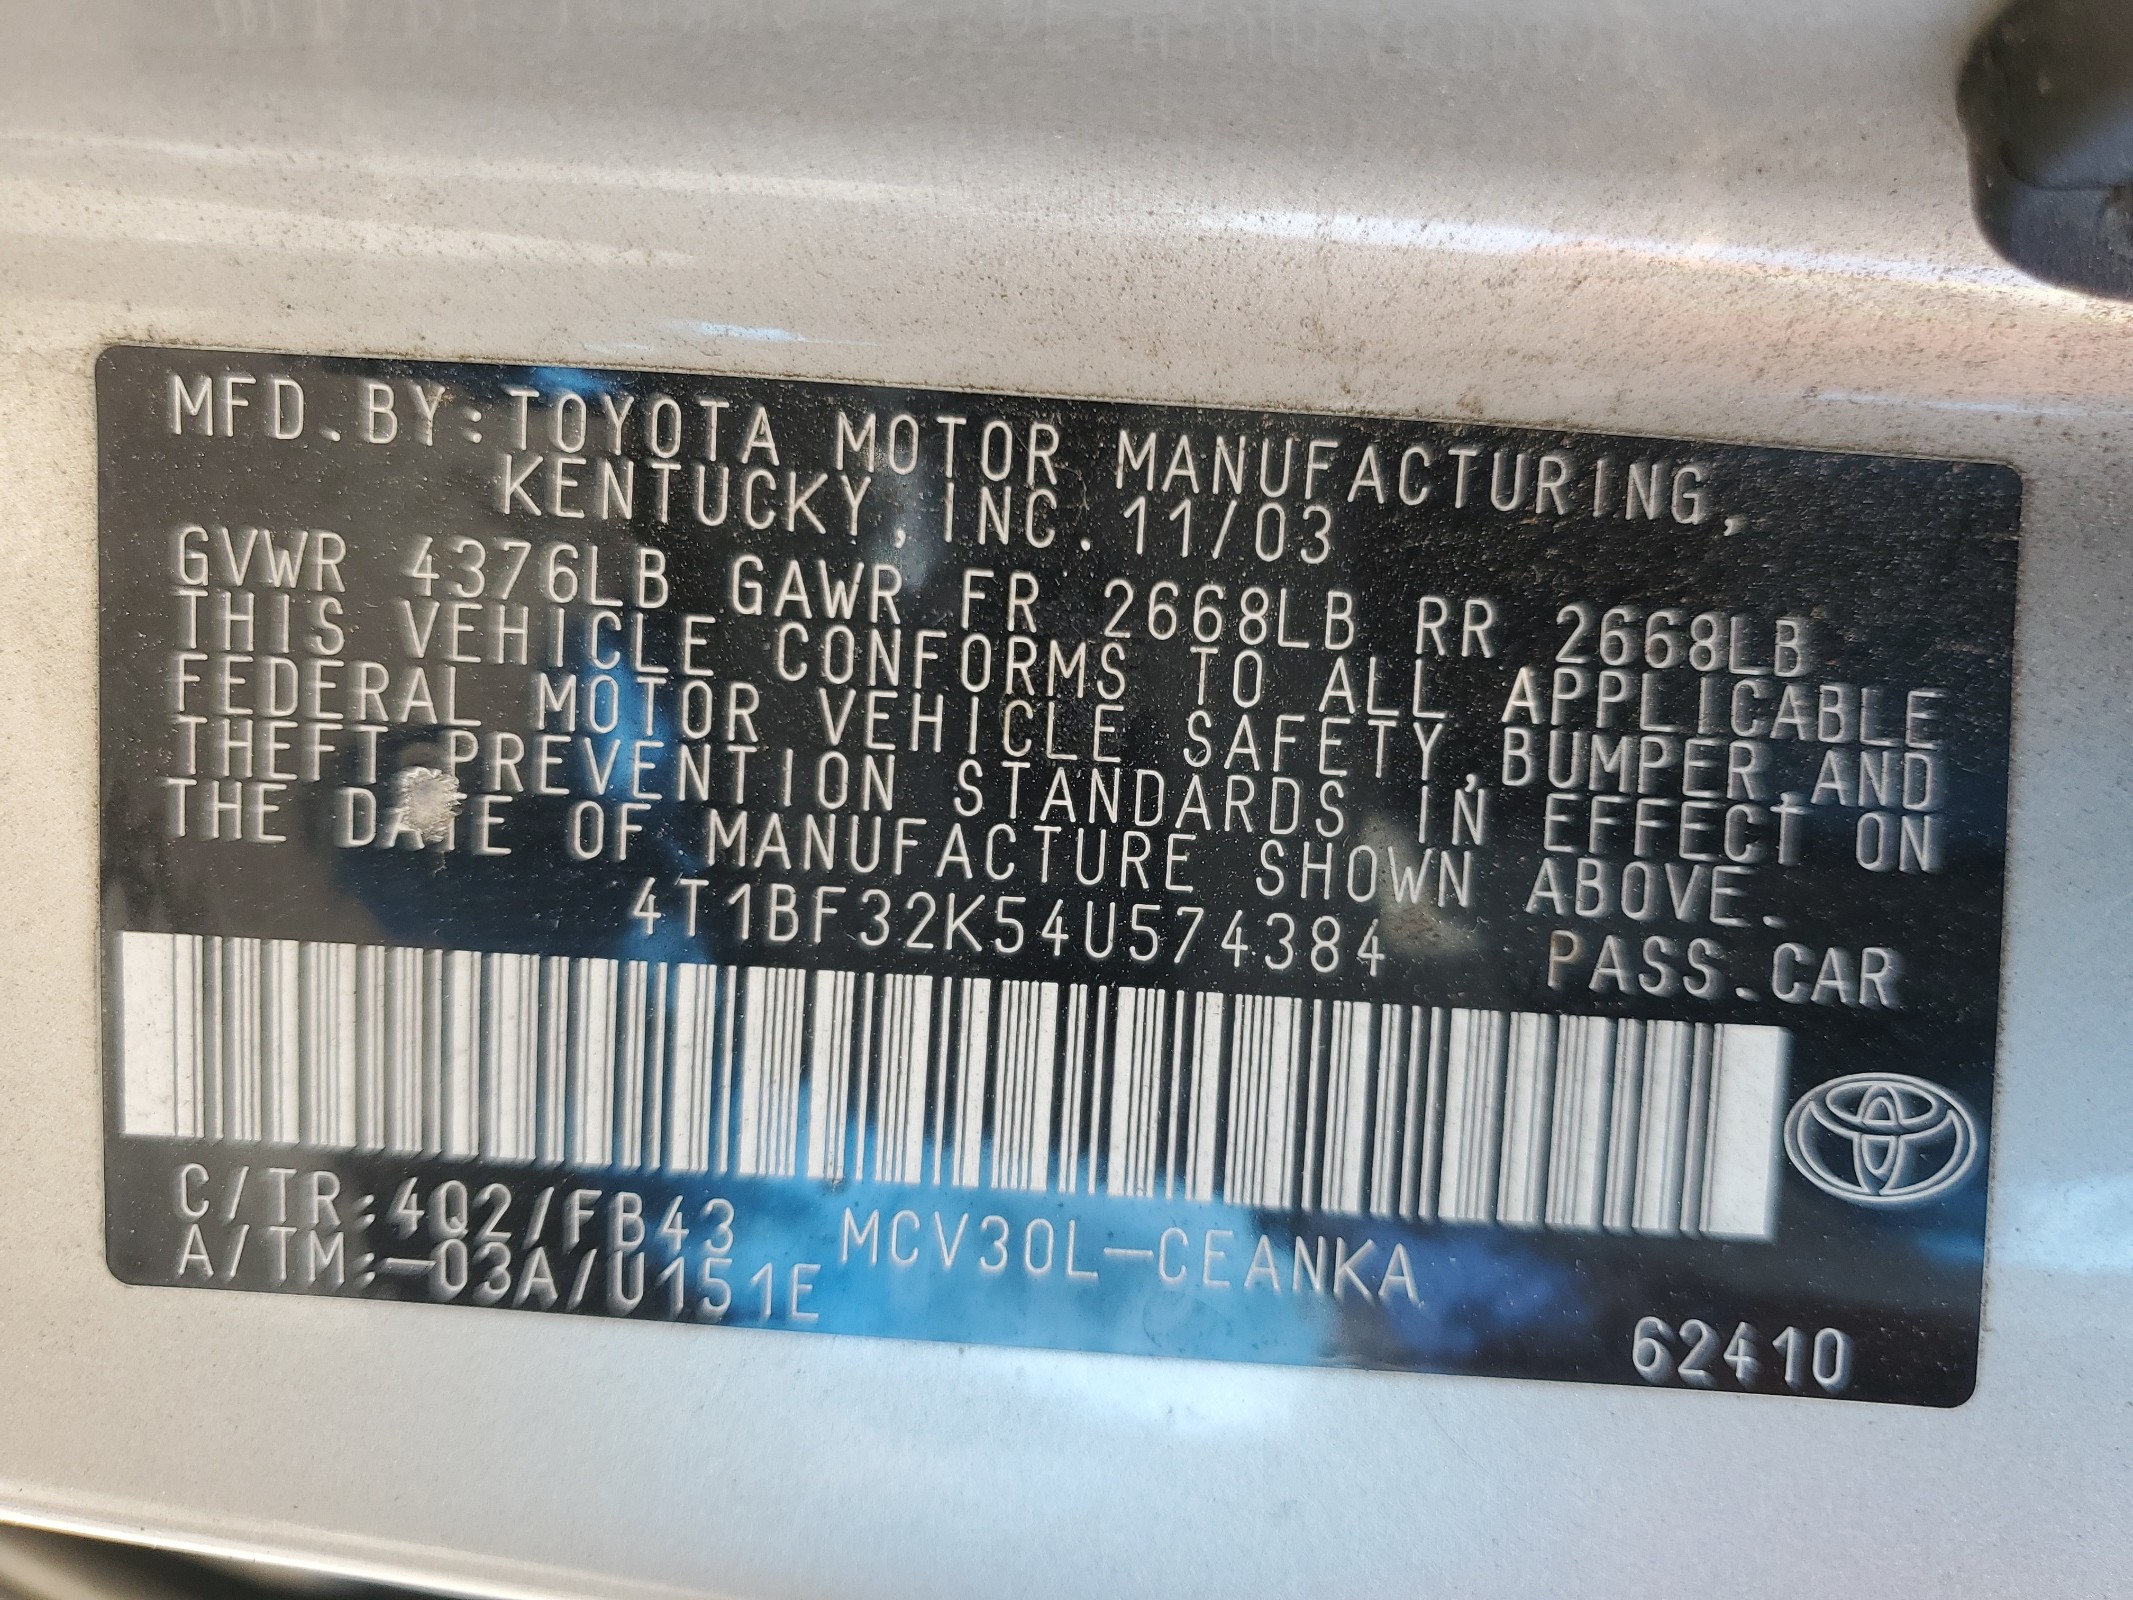 MFD.BY:TOYOTA MOTOR MANUFACTURING,
KENTUCKY,INC.11/03
GVWR 4376LB GAWR FR 2668LB RR 2668LB
THIS VEHICLE CONFORMS TO ALL APPLICABLE
FEDERAL MOTOR VEHICLE SAFETY,BUMPER,AND
THEFT PREVENTION STANDARDS IN EFFECT ON
THE DATE OF MANUFACTURE SHOWN ABOVE.
4T1BF32K54U574384 PASS.CAR
C/TR:4Q2/FB43 MCV30L-CEANKA
A/TM:-03A/U151E
62410